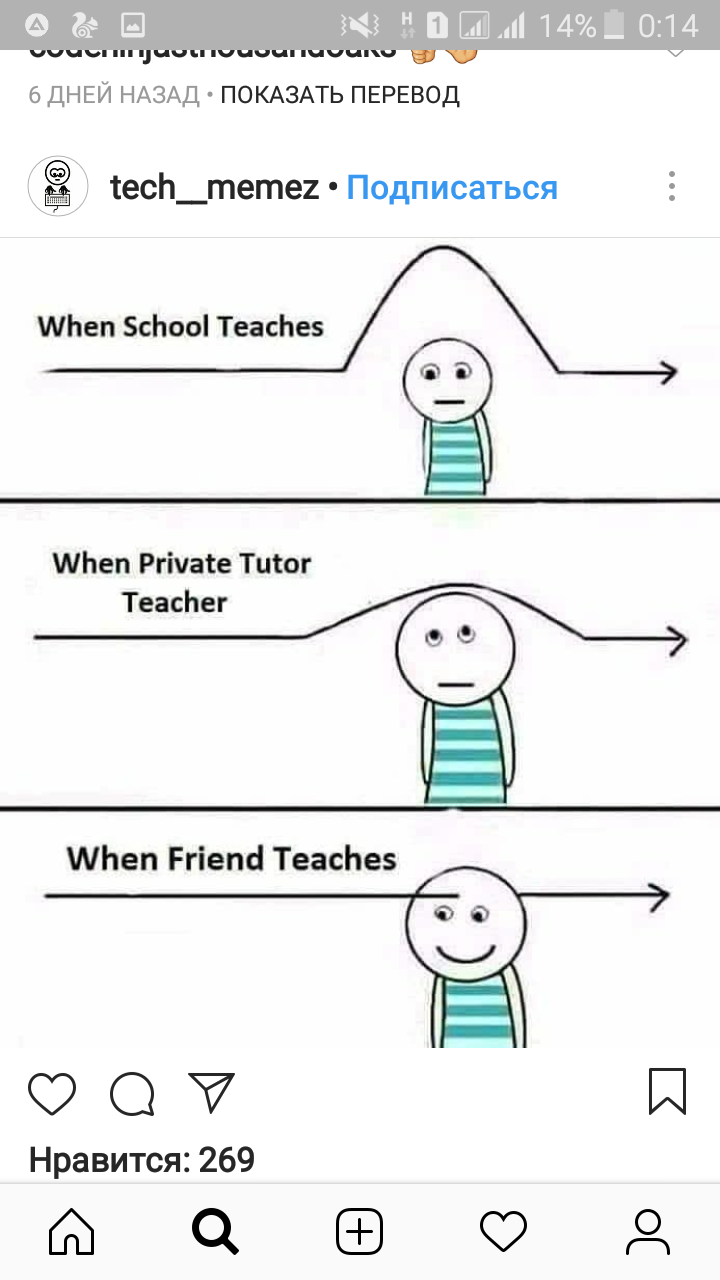 14% 0:14
6 ДНЕЙ НАЗАД • ПОКАЗАТЬ ПЕРЕВОД
tech__memez • Подписаться
When School Teaches
When Private Tutor
Teacher
When Friend Teaches
Нравится: 269